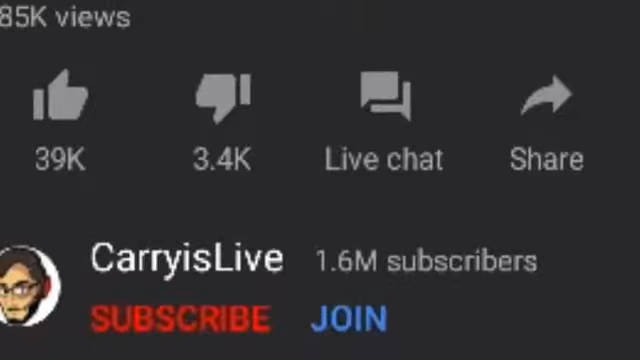 85K views
39K 3.4K Live chat Share
CarryisLive 1.6M subscribers
SUBSCRIBE JOIN